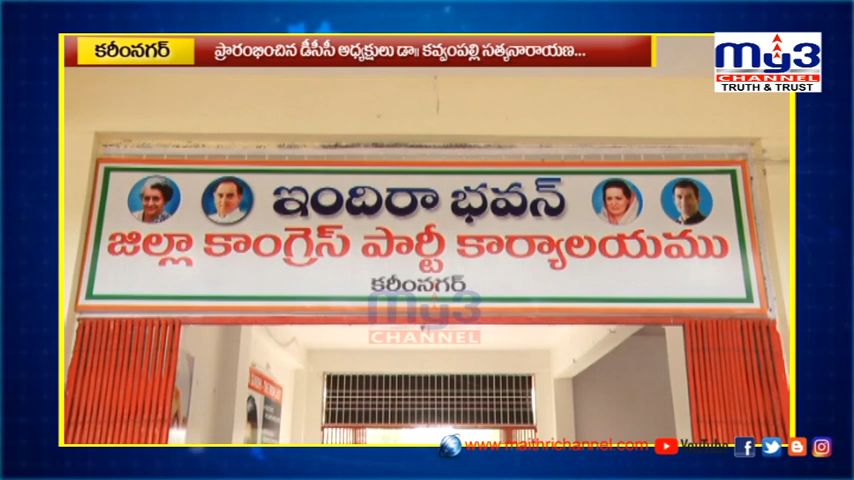 కరీంనగర్
ప్రారంభించిన డీసీసీ అధ్యక్షులు డా॥ కవ్వంపల్లి సత్యనారాయణ...
my3
CHANNEL
TRUTH & TRUST
ఇందిరా భవన్
జిల్లా కాంగ్రెస్ పార్టీ కార్యాలయము
కరీంనగర్
my3
CHANNEL
www.maithrichannel.com YouTube